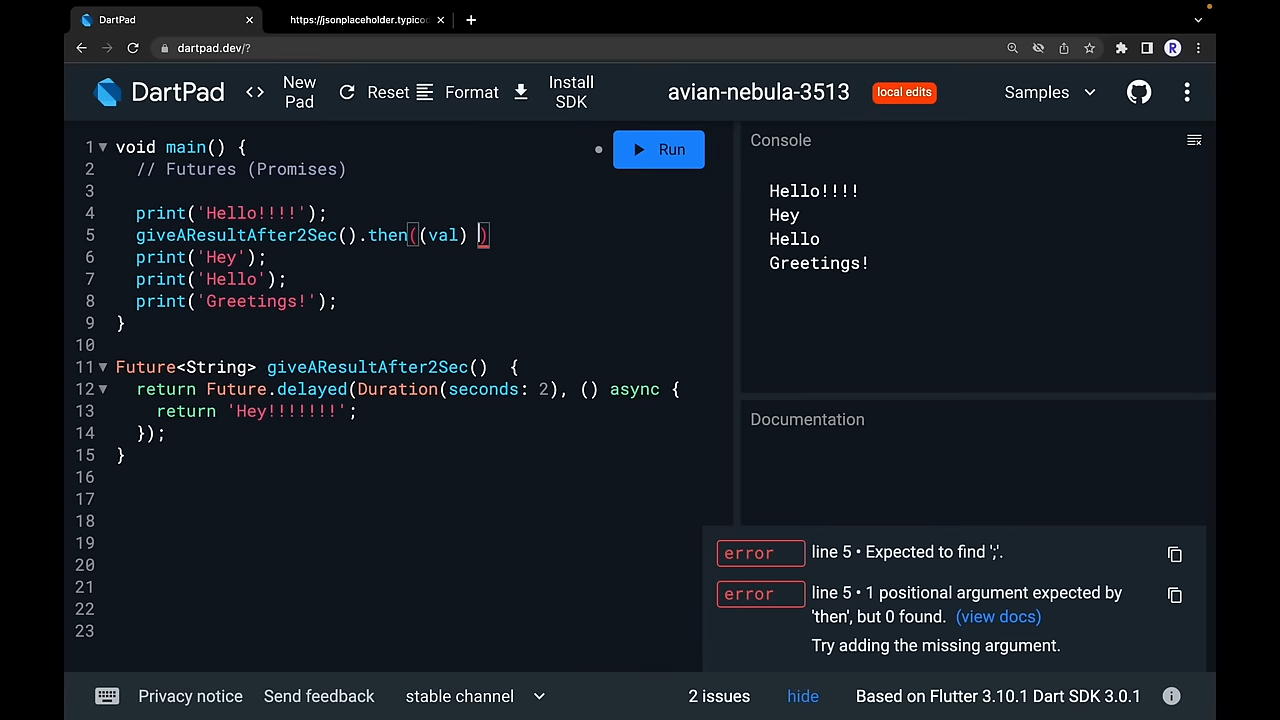 DartPad
https://jsonplaceholder.typicod
dartpad.dev/?
R
DartPad
New Pad
Reset
Format
Install SDK
avian-nebula-3513
local edits
Samples
1 void main() {
2 // Futures (Promises)
3
4 print('Hello!!!!');
5 giveAResultAfter2Sec().then((val) )
6 print('Hey');
7 print('Hello');
8 print('Greetings!');
9 }
10
11 Future<String> giveAResultAfter2Sec() {
12 return Future.delayed(Duration(seconds: 2), () async {
13 return 'Hey!!!!!!!';
14 });
15 }
16
17
18
19
20
21
22
23
Run
Console
Hello!!!!
Hey
Hello
Greetings!
Documentation
error line 5 • Expected to find ';'.
error line 5 • 1 positional argument expected by
'then', but 0 found. (view docs)
Try adding the missing argument.
Privacy notice
Send feedback
stable channel
2 issues
hide
Based on Flutter 3.10.1 Dart SDK 3.0.1